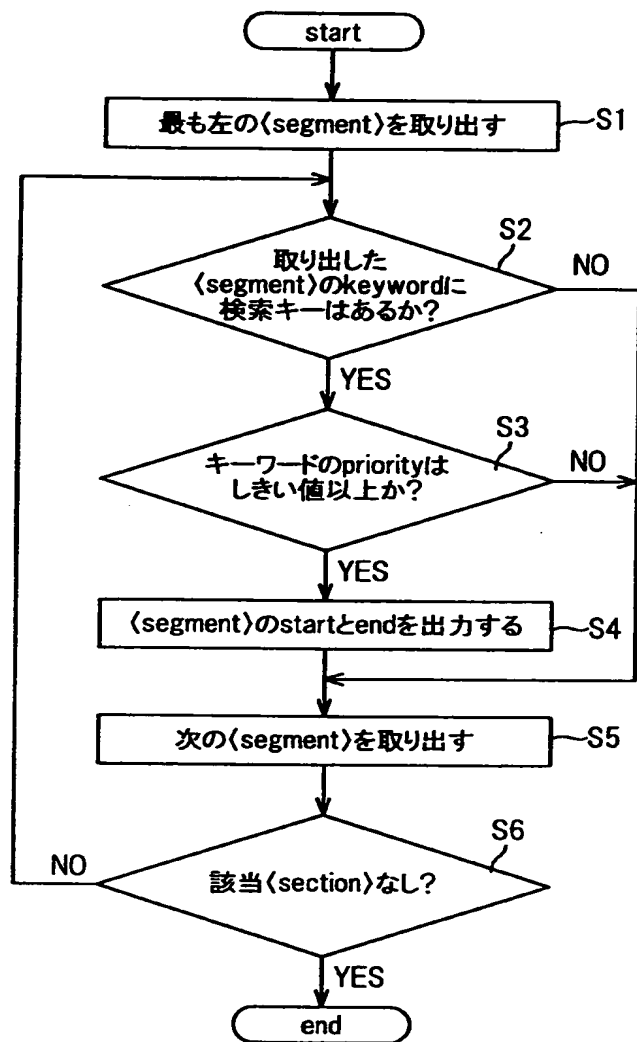 start
最も左の〈segment〉を取り出す
S1
S2
取り出した
〈segment〉のkeywordに
検索キーはあるか?
NO
YES
S3
キーワードのpriorityは
しきい値以上か?
NO
YES
〈segment〉のstartとendを出力する
S4
次の〈segment〉を取り出す
S5
S6
該当〈section〉なし?
NO
YES
end